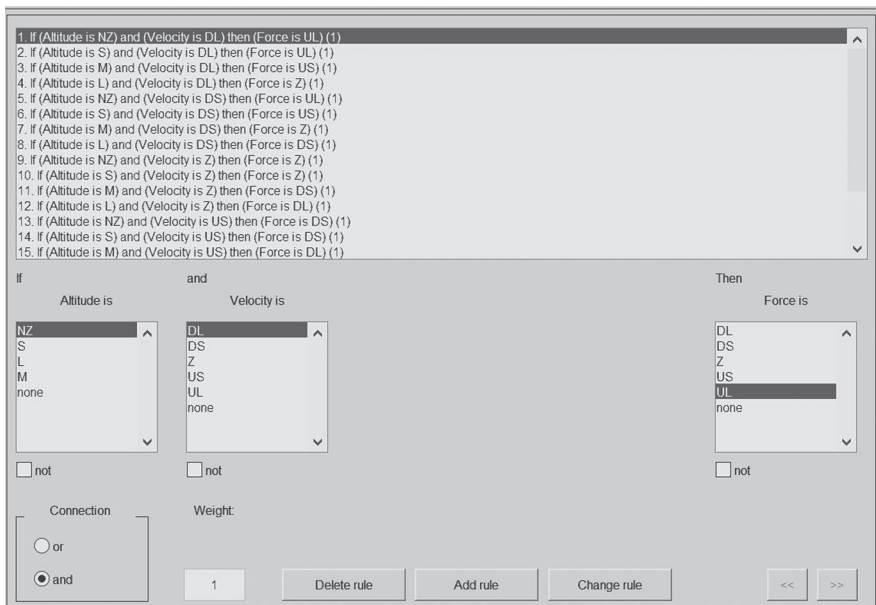 1. If (Altitude is NZ) and (Velocity is DL) then (Force is UL) (1)
2. If (Altitude is S) and (Velocity is DL) then (Force is UL) (1)
3. If (Altitude is M) and (Velocity is DL) then (Force is US) (1)
4. If (Altitude is L) and (Velocity is DL) then (Force is Z) (1)
5. If (Altitude is NZ) and (Velocity is DS) then (Force is UL) (1)
6. If (Altitude is S) and (Velocity is DS) then (Force is US) (1)
7. If (Altitude is M) and (Velocity is DS) then (Force is Z) (1)
8. If (Altitude is L) and (Velocity is DS) then (Force is DS) (1)
9. If (Altitude is NZ) and (Velocity is Z) then (Force is Z) (1)
10. If (Altitude is S) and (Velocity is Z) then (Force is Z) (1)
11. If (Altitude is M) and (Velocity is Z) then (Force is DS) (1)
12. If (Altitude is L) and (Velocity is Z) then (Force is DL) (1)
13. If (Altitude is NZ) and (Velocity is US) then (Force is DS) (1)
14. If (Altitude is S) and (Velocity is US) then (Force is DS) (1)
15. If (Altitude is M) and (Velocity is US) then (Force is DL) (1)
If and Then
Altitude is Velocity is Force is
NZ DL DL
S DS DS
L Z Z
M US US
none UL UL
none none
not not not
Connection Weight:
or
and 1 Delete rule Add rule Change rule << >>